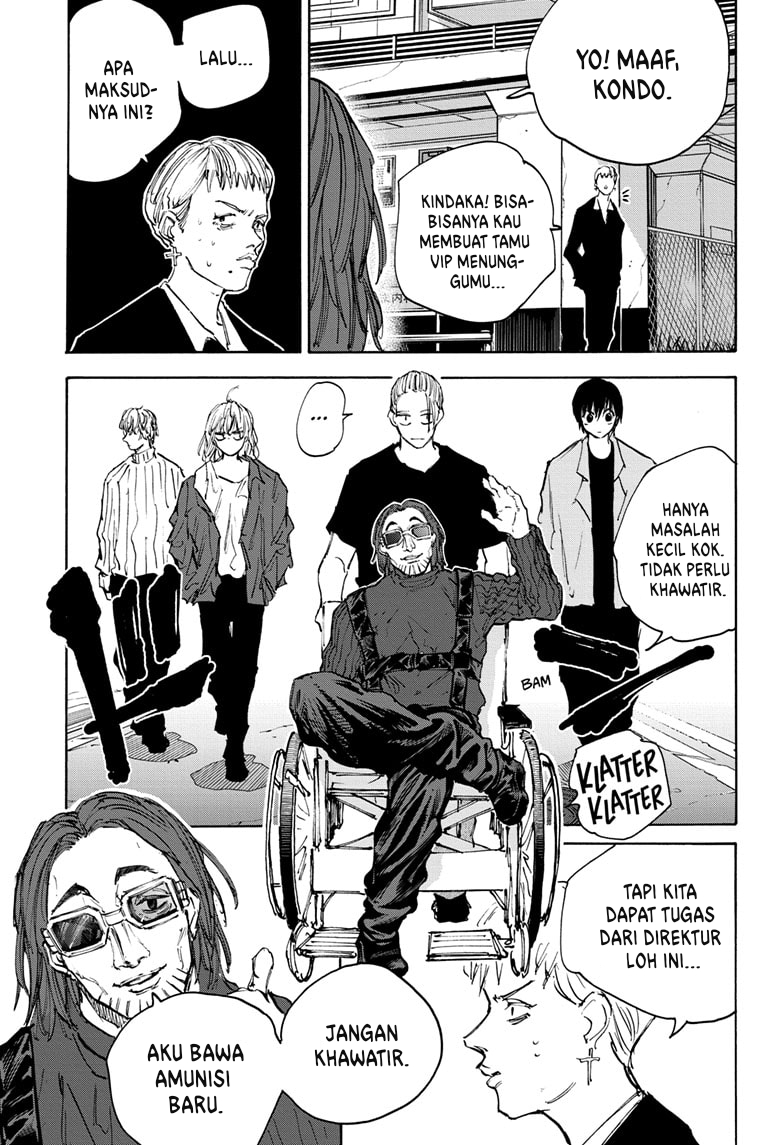 YO! MAAF,
KONDO.
KINDAKA! BISA-
BISANYA KAU
MEMBUAT TAMU
VIP MENUNG-
GUMU...
LALU...
APA
MAKSUD-
NYA INI?
...
HANYA
MASALAH
KECIL KOK.
TIDAK PERLU
KHAWATIR.
BAM
KLATTER
KLATTER
TAPI KITA
DAPAT TUGAS
DARI DIREKTUR
LOH INI...
JANGAN
KHAWATIR.
AKU BAWA
AMUNISI
BARU.